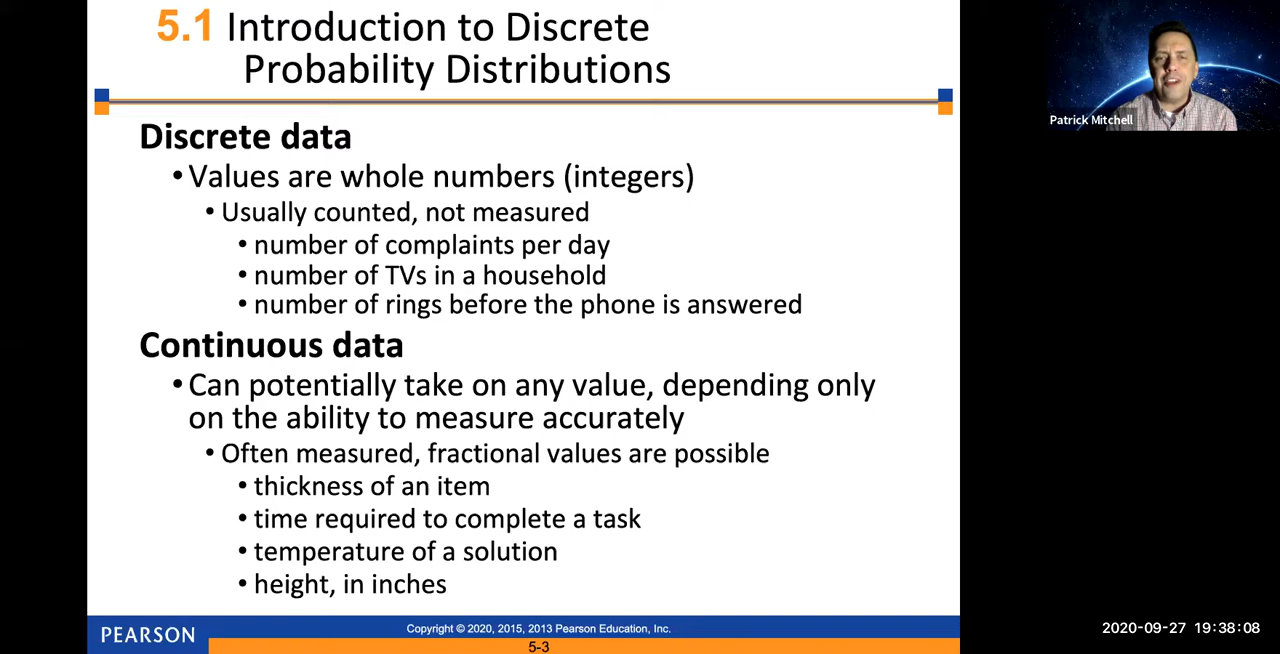 5.1 Introduction to Discrete
Probability Distributions
Discrete data
• Values are whole numbers (integers)
• Usually counted, not measured
• number of complaints per day
• number of TVs in a household
• number of rings before the phone is answered
Continuous data
• Can potentially take on any value, depending only
on the ability to measure accurately
• Often measured, fractional values are possible
• thickness of an item
• time required to complete a task
• temperature of a solution
• height, in inches
PEARSON
Copyright © 2020, 2015, 2013 Pearson Education, Inc.
5-3
Patrick Mitchell
2020-09-27 19:38:08